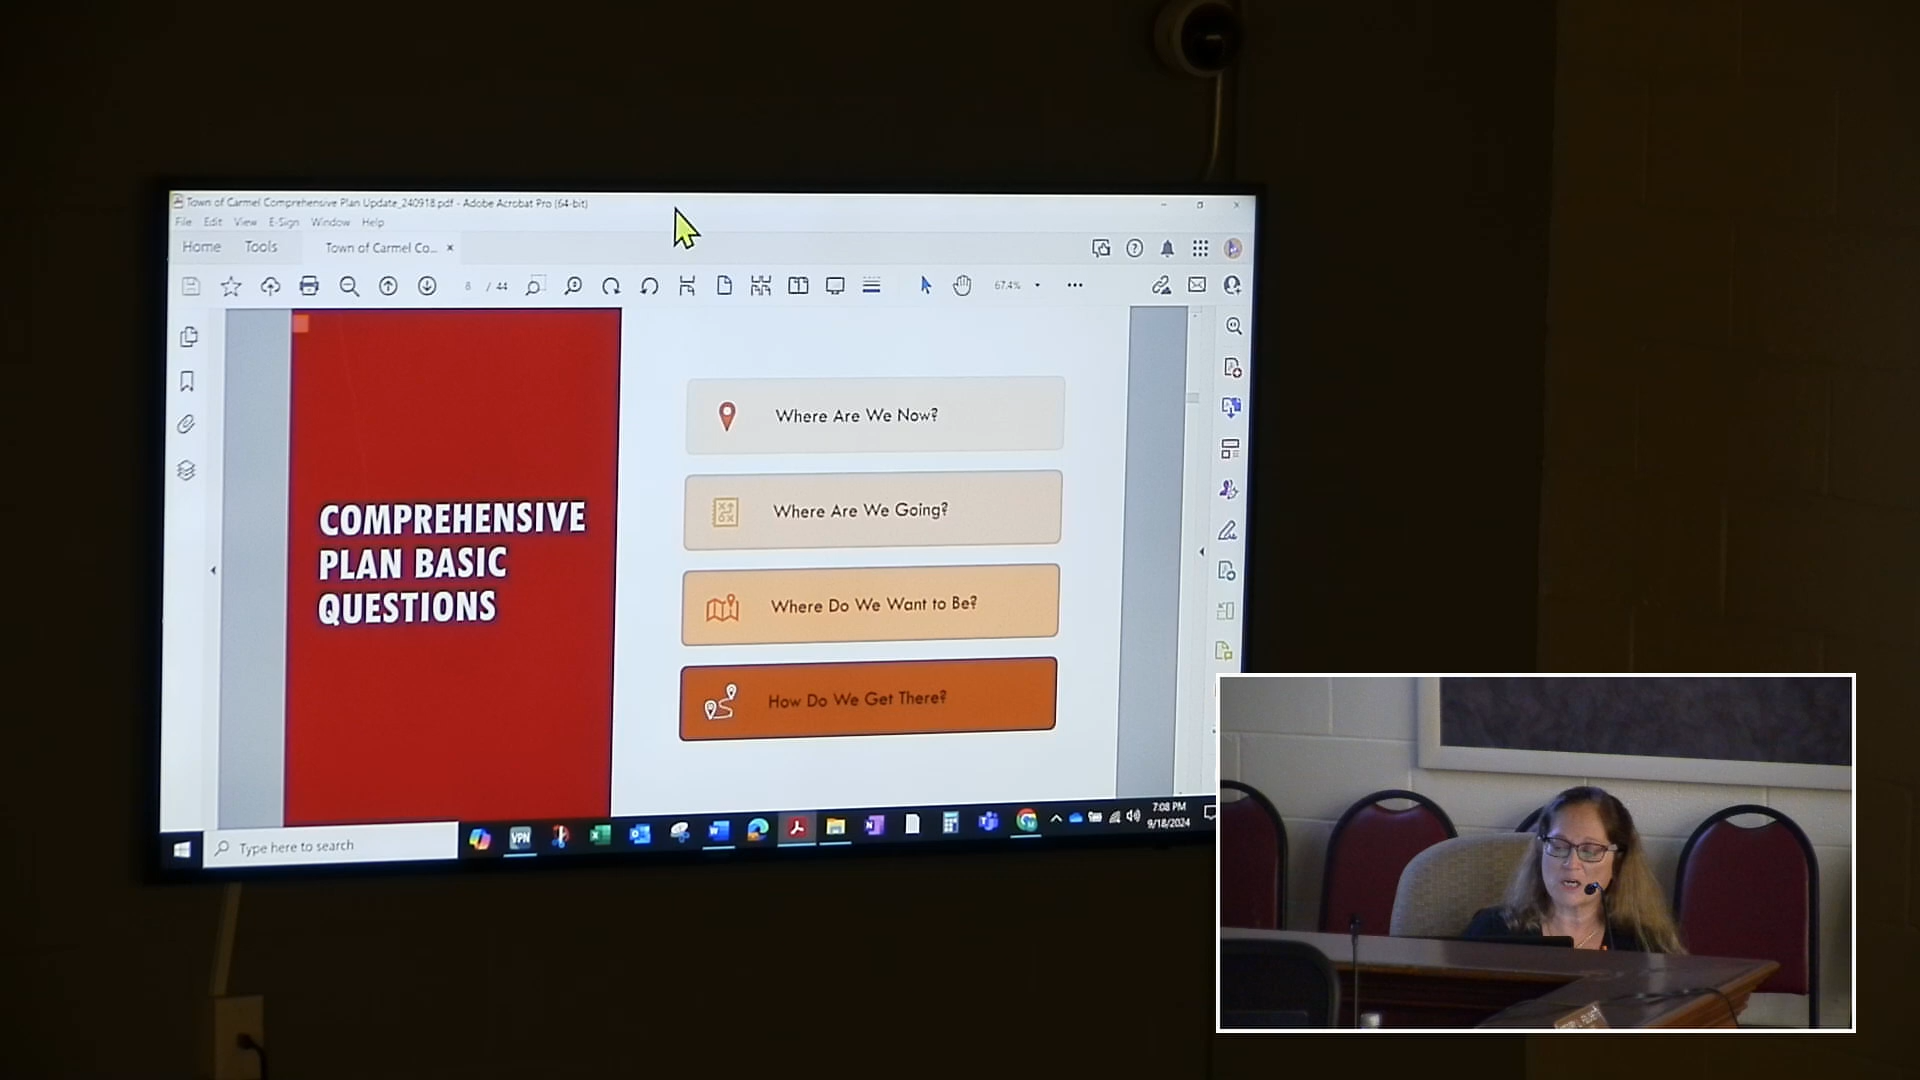 Town of Carmel Comprehensive Plan Update_240918.pdf - Adobe Acrobat Pro (64-bit)
File Edit View E-Sign Window Help
Home Tools Town of Carmel Co...
8 / 44 67.4%
COMPREHENSIVE
PLAN BASIC
QUESTIONS
Where Are We Now?
Where Are We Going?
Where Do We Want to Be?
How Do We Get There?
Type here to search
VPN
7:08 PM
9/18/2024